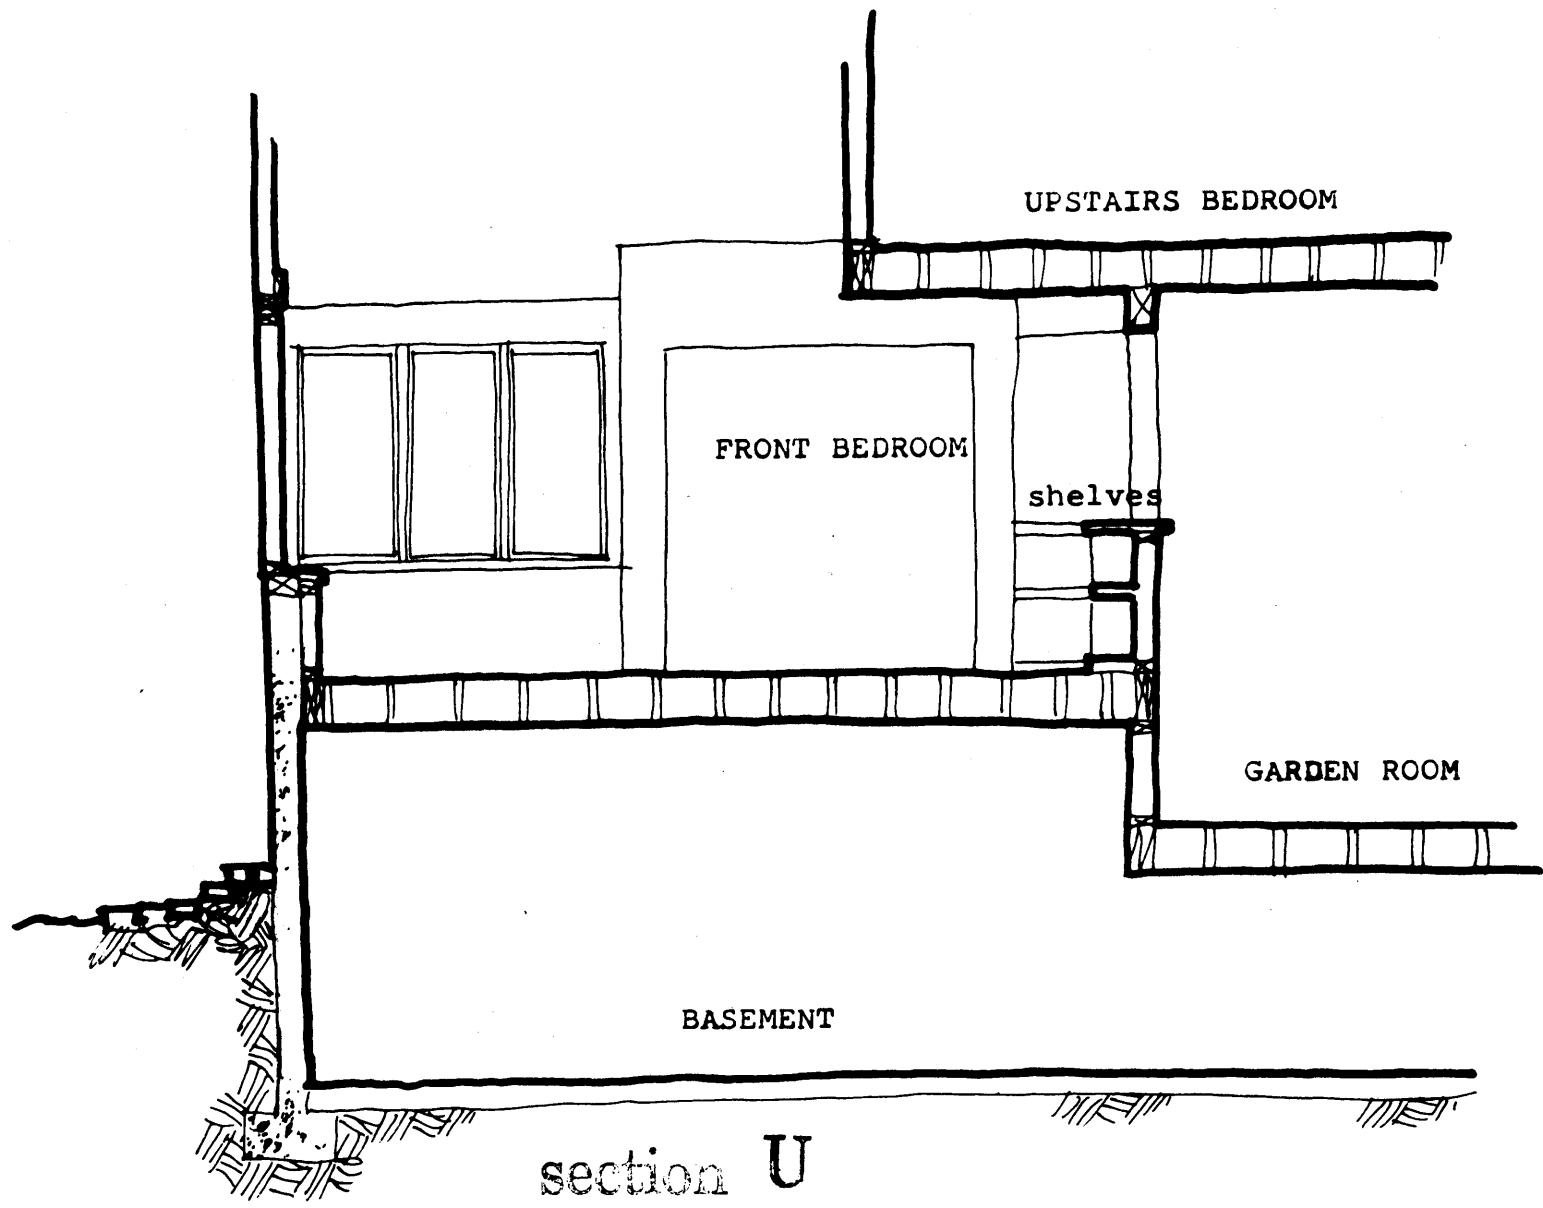 UPSTAIRS BEDROOM
FRONT BEDROOM
shelves
GARDEN ROOM
BASEMENT
section U